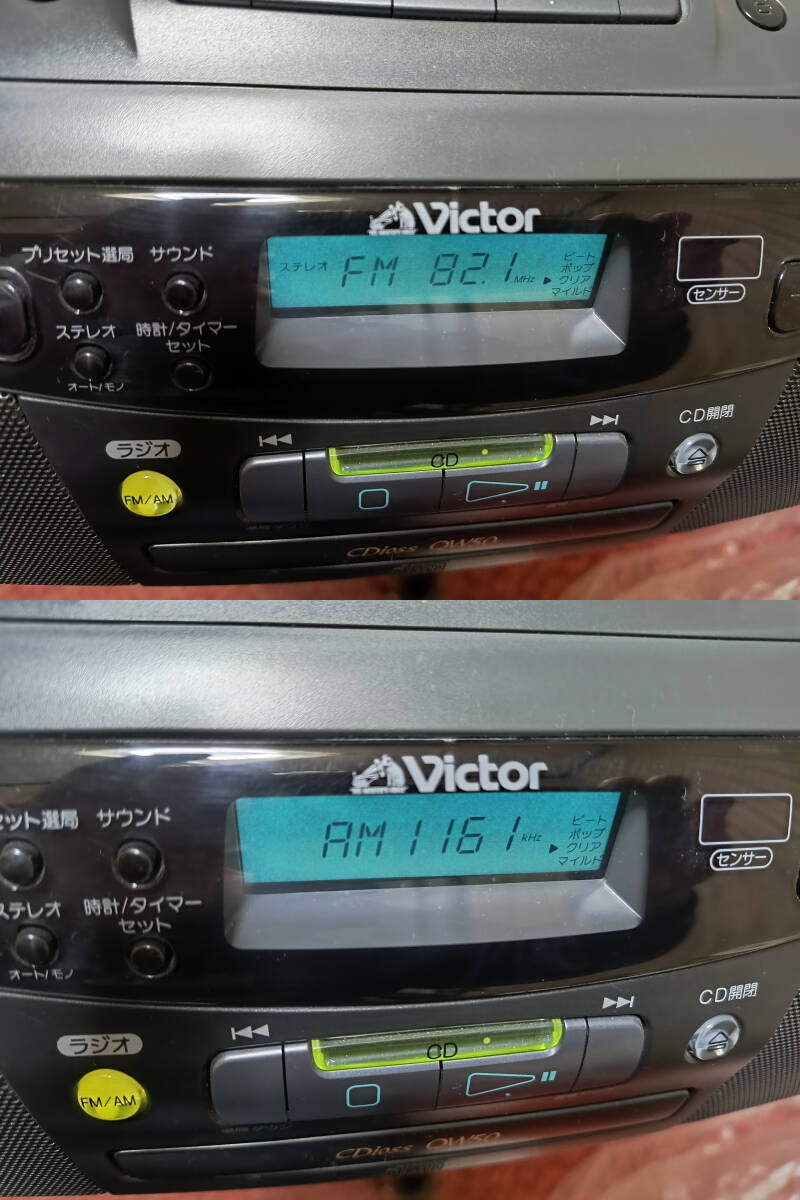 Victor
プリセット選局 サウンド
ステレオ FM 82.1 MHz
ビート
ポップ
▶ クリア
マイルド
センサー
ステレオ 時計/タイマー
セット
オート/モノ
CD開閉
ラジオ
FM/AM
CD
CDioss QW50
Victor
セット選局 サウンド
AM 1161 kHz
ビート
ポップ
▶ クリア
マイルド
センサー
ステレオ 時計/タイマー
セット
オート/モノ
CD開閉
ラジオ
FM/AM
CD
CDioss QW50